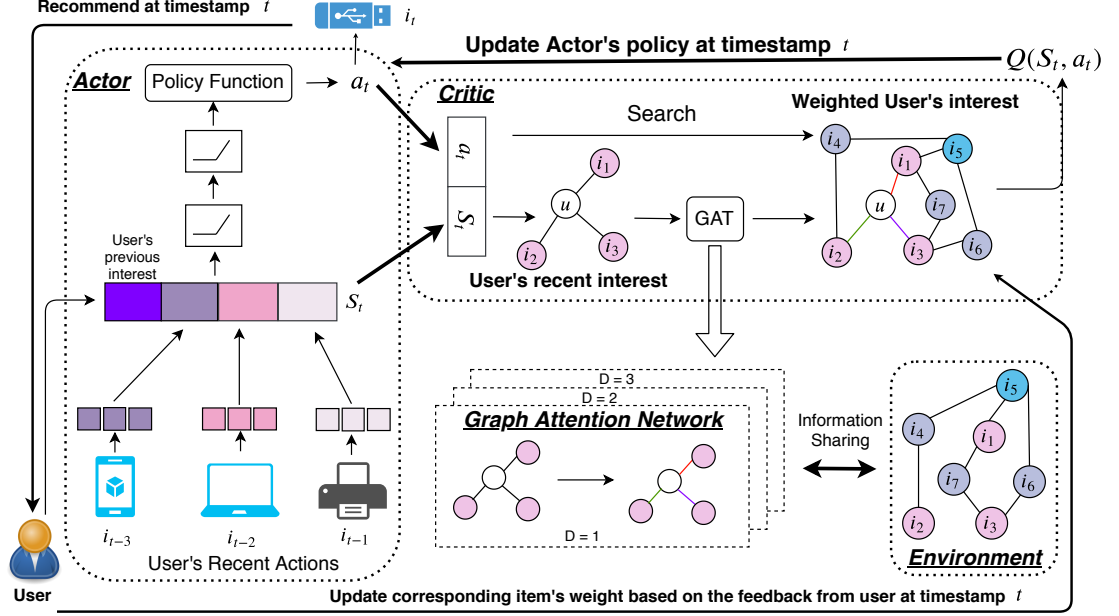 Recommend at timestamp t
i_t
Update Actor's policy at timestamp t
Q(S_t, a_t)
Actor
Policy Function
a_t
Critic
Search
Weighted User's interest
a_t
S_t
i_1
u
i_2
i_3
User's recent interest
GAT
i_4
i_5
i_1
u
i_7
i_2
i_3
i_6
User's
previous
interest
S_t
D = 3
D = 2
Graph Attention Network
D = 1
Information
Sharing
i_5
i_4
i_1
i_7
i_6
i_2
i_3
Environment
i_{t-3}
i_{t-2}
i_{t-1}
User's Recent Actions
User
Update corresponding item's weight based on the feedback from user at timestamp t